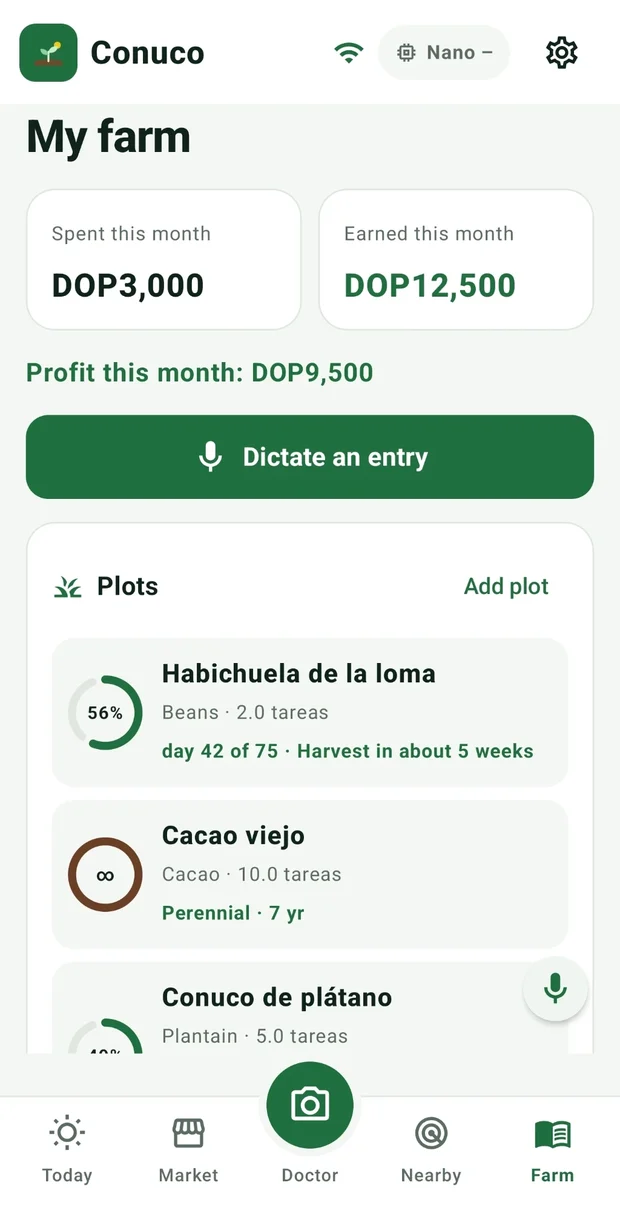 Conuco
Nano –
My farm
Spent this month
DOP3,000
Earned this month
DOP12,500
Profit this month: DOP9,500
Dictate an entry
Plots
Add plot
56%
Habichuela de la loma
Beans · 2.0 tareas
day 42 of 75 · Harvest in about 5 weeks
∞
Cacao viejo
Cacao · 10.0 tareas
Perennial · 7 yr
Conuco de plátano
Plantain · 5.0 tareas
Today
Market
Doctor
Nearby
Farm